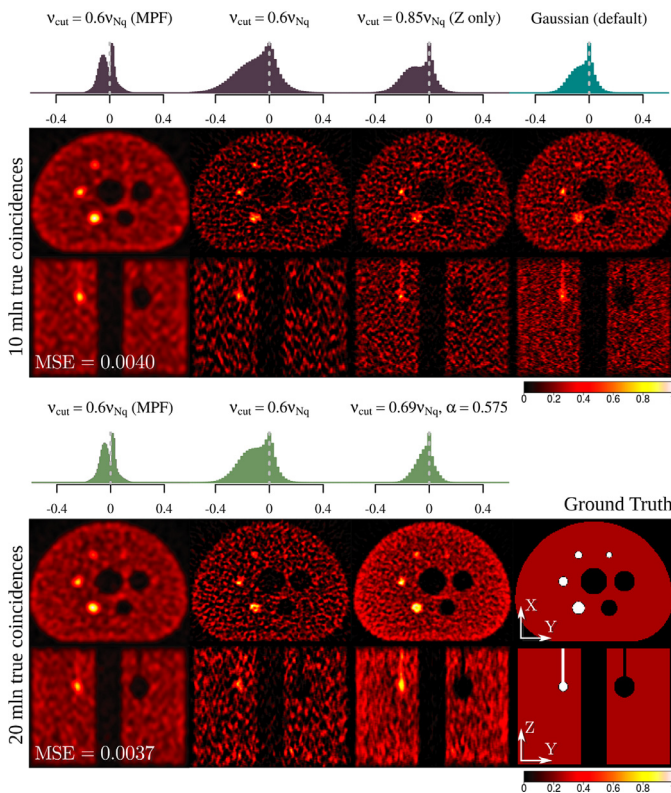 ν_cut = 0.6ν_Nq (MPF)
ν_cut = 0.6ν_Nq
ν_cut = 0.85ν_Nq (Z only)
Gaussian (default)
-0.4 0 0.4
-0.4 0 0.4
-0.4 0 0.4
-0.4 0 0.4
10 mln true coincidences
MSE = 0.0040
0 0.2 0.4 0.6 0.8
ν_cut = 0.6ν_Nq (MPF)
ν_cut = 0.6ν_Nq
ν_cut = 0.69ν_Nq, α = 0.575
-0.4 0 0.4
-0.4 0 0.4
-0.4 0 0.4
Ground Truth
20 mln true coincidences
X
Y
MSE = 0.0037
Z
Y
0 0.2 0.4 0.6 0.8